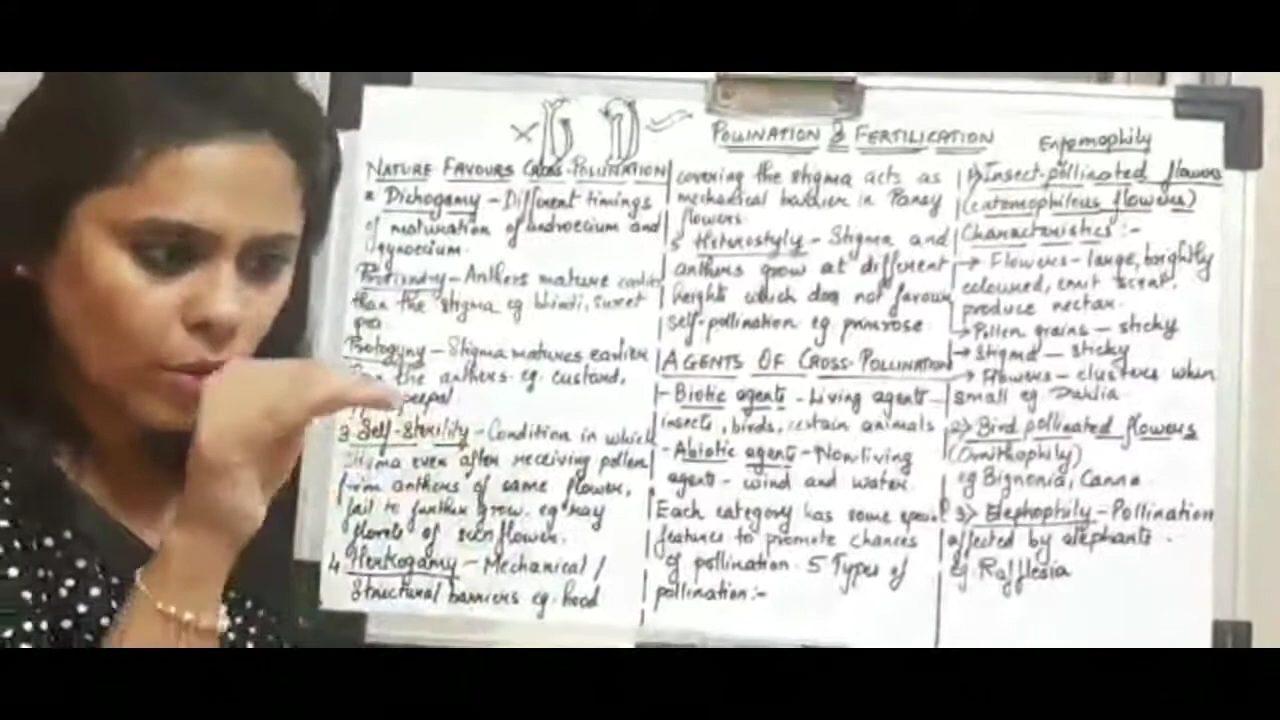 POLLINATION & FERTILICATION
Entomophily
NATURE FAVOURS CROSS-POLLINATION
Dichogamy - Different timings
of maturation of androecium and
gynoecium.
Protandry - Anthers mature earlier
than the stigma eg bhindi, sweet
pea
Protogyny - Stigma matures earlier
than the anthers. eg. custard,
peepal
3 Self-Sterility - Condition in which
stigma even after receiving pollen
from anthers of same flower,
fail to further grow. eg ray
florets of sunflower.
4 Herkogamy - Mechanical /
Structural barriers eg. hood
covering the stigma acts as
mechanical barrier in Pansy
flowers.
5 Heterostyly - Stigma and
anthers grow at different
heights which does not favour
self-pollination eg. primrose
AGENTS OF CROSS-POLLINATION
- Biotic agents - Living agents -
insects, birds, certain animals
- Abiotic agent - Nonliving
agent - wind and water.
Each category has some special
features to promote chances
of pollination. 5 Types of
pollination:-
1> Insect-pollinated flowers
(entomophilous flowers)
Characteristics:-
→ Flowers - large, brightly
coloured, emit scent,
produce nectar.
→ Pollen grains - sticky
→ Stigma - sticky
→ Flowers - clusters when
small eg Dahlia.
2> Bird pollinated flowers
(Ornithophily)
eg Bignonia, Canna
3> Elephophily - Pollination
affected by elephants.
eg Rafflesia